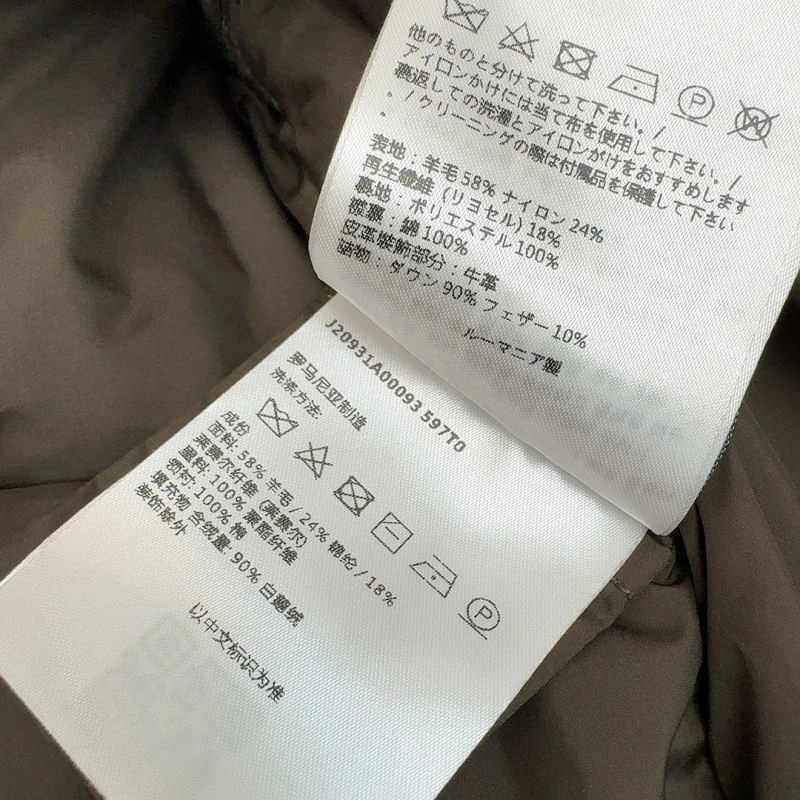 他のものと分けて洗って下さい。/
アイロンかけには当て布を使用して下さい。/
裏返しての洗濯とアイロンがけをおすすめします
。/クリーニングの際は付属品を保護して下さい
。
表地:羊毛 58% ナイロン 24%
再生繊維(リヨセル)18%
裏地:ポリエステル 100%
襟裏:綿 100%
皮革装飾部分:牛革
詰物:ダウン 90% フェザー 10%
ルーマニア製
J20931A00093 597T0
罗马尼亚制造
洗涤方法:
成份
面料: 58% 羊毛 / 24% 锦纶 / 18%
莱赛尔纤维 (莱赛尔)
里料: 100% 聚酯纤维
领衬: 100% 棉
填充物 含绒量: 90% 白鹅绒
装饰除外
以中文标识为准